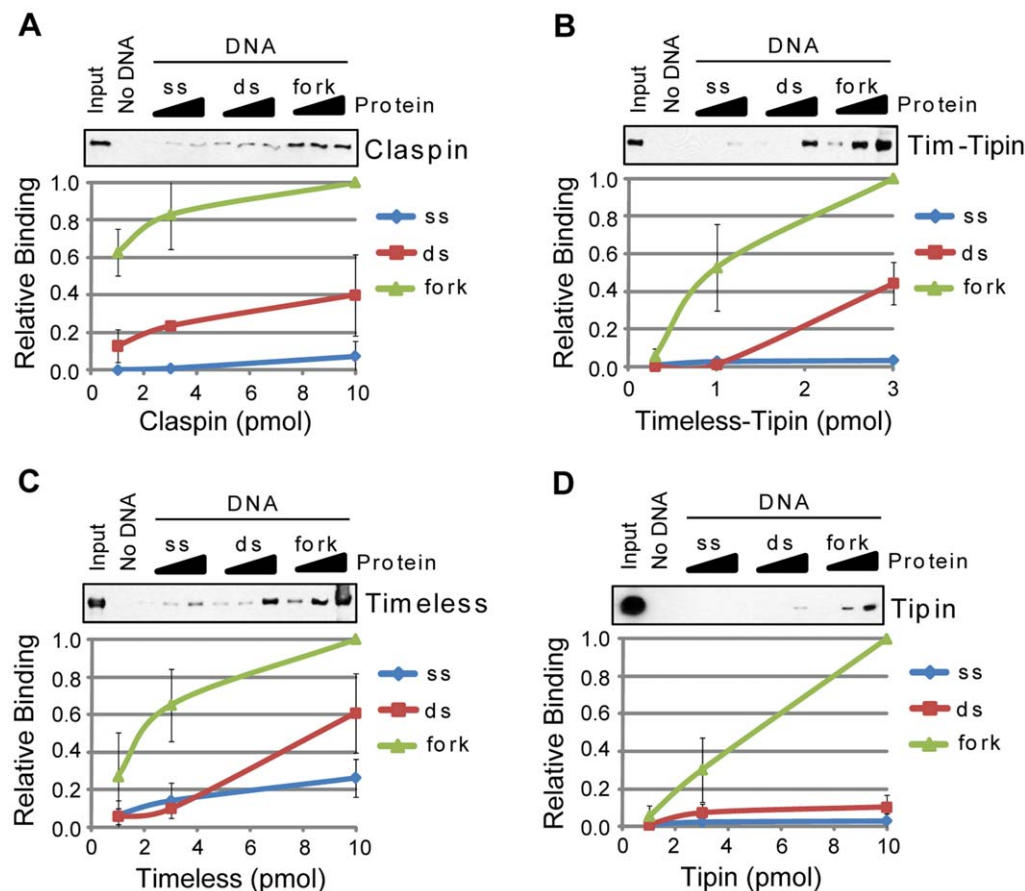 A
DNA
Input
No DNA
ss ds fork
Protein
Claspin
Relative Binding
1.0
0.8
0.6
0.4
0.2
0.0
0 2 4 6 8 10
Claspin (pmol)
ss
ds
fork
B
DNA
Input
No DNA
ss ds fork
Protein
Tim-Tipin
Relative Binding
1.0
0.8
0.6
0.4
0.2
0.0
0 1 2 3
Timeless-Tipin (pmol)
ss
ds
fork
C
DNA
Input
No DNA
ss ds fork
Protein
Timeless
Relative Binding
1.0
0.8
0.6
0.4
0.2
0.0
0 2 4 6 8 10
Timeless (pmol)
ss
ds
fork
D
DNA
Input
No DNA
ss ds fork
Protein
Tipin
Relative Binding
1.0
0.8
0.6
0.4
0.2
0.0
0 2 4 6 8 10
Tipin (pmol)
ss
ds
fork